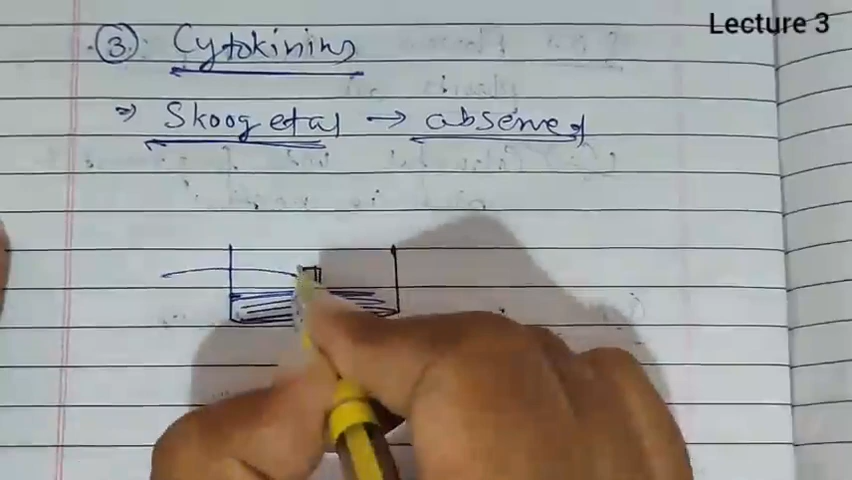 Lecture 3
③ Cytokinins
⇒ Skoog et al → observed